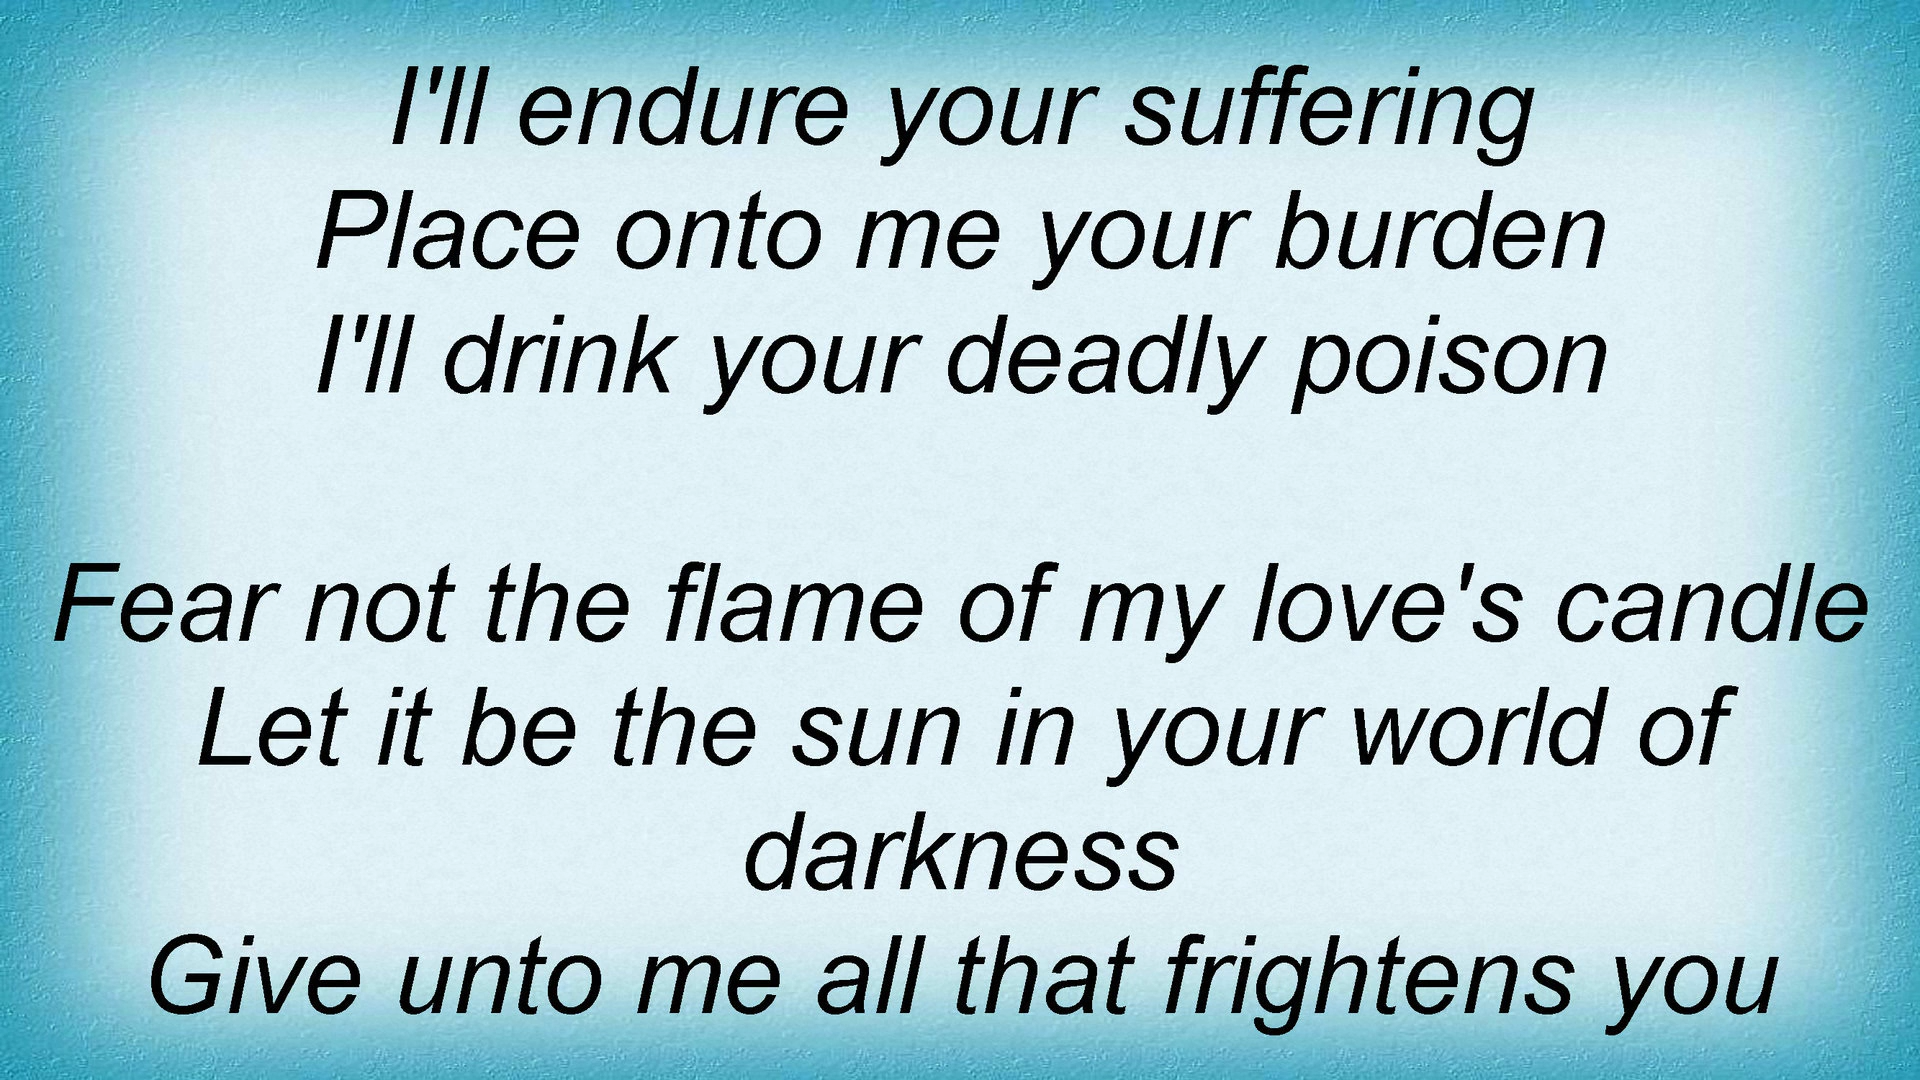 I'll endure your suffering
Place onto me your burden
I'll drink your deadly poison
Fear not the flame of my love's candle
Let it be the sun in your world of
darkness
Give unto me all that frightens you